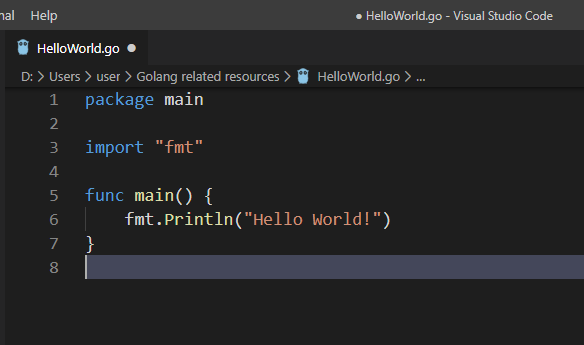 nal Help ● HelloWorld.go - Visual Studio Code
HelloWorld.go ●
D: > Users > user > Golang related resources > HelloWorld.go > ...
1 package main
2
3 import "fmt"
4
5 func main() {
6     fmt.Println("Hello World!")
7 }
8